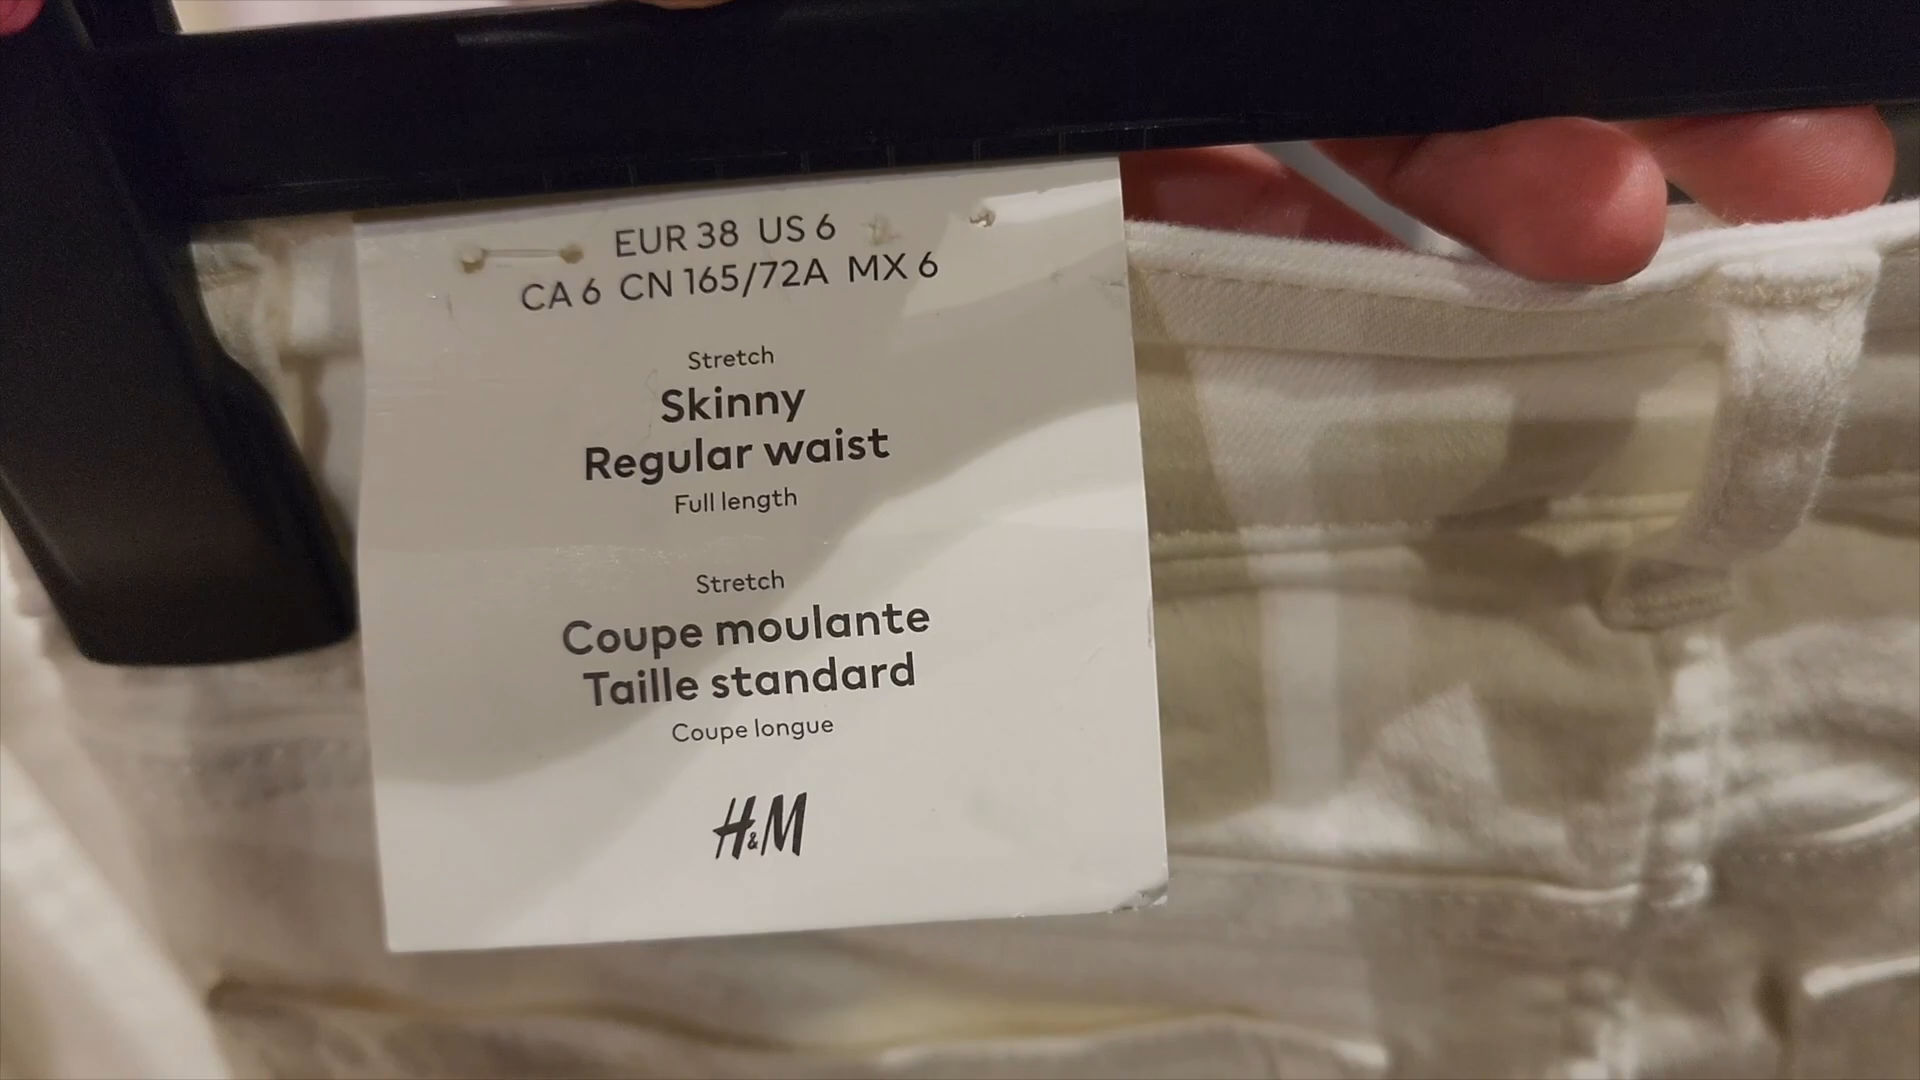 EUR 38 US 6
CA 6 CN 165/72A MX 6
Stretch
Skinny
Regular waist
Full length
Stretch
Coupe moulante
Taille standard
Coupe longue
H&M